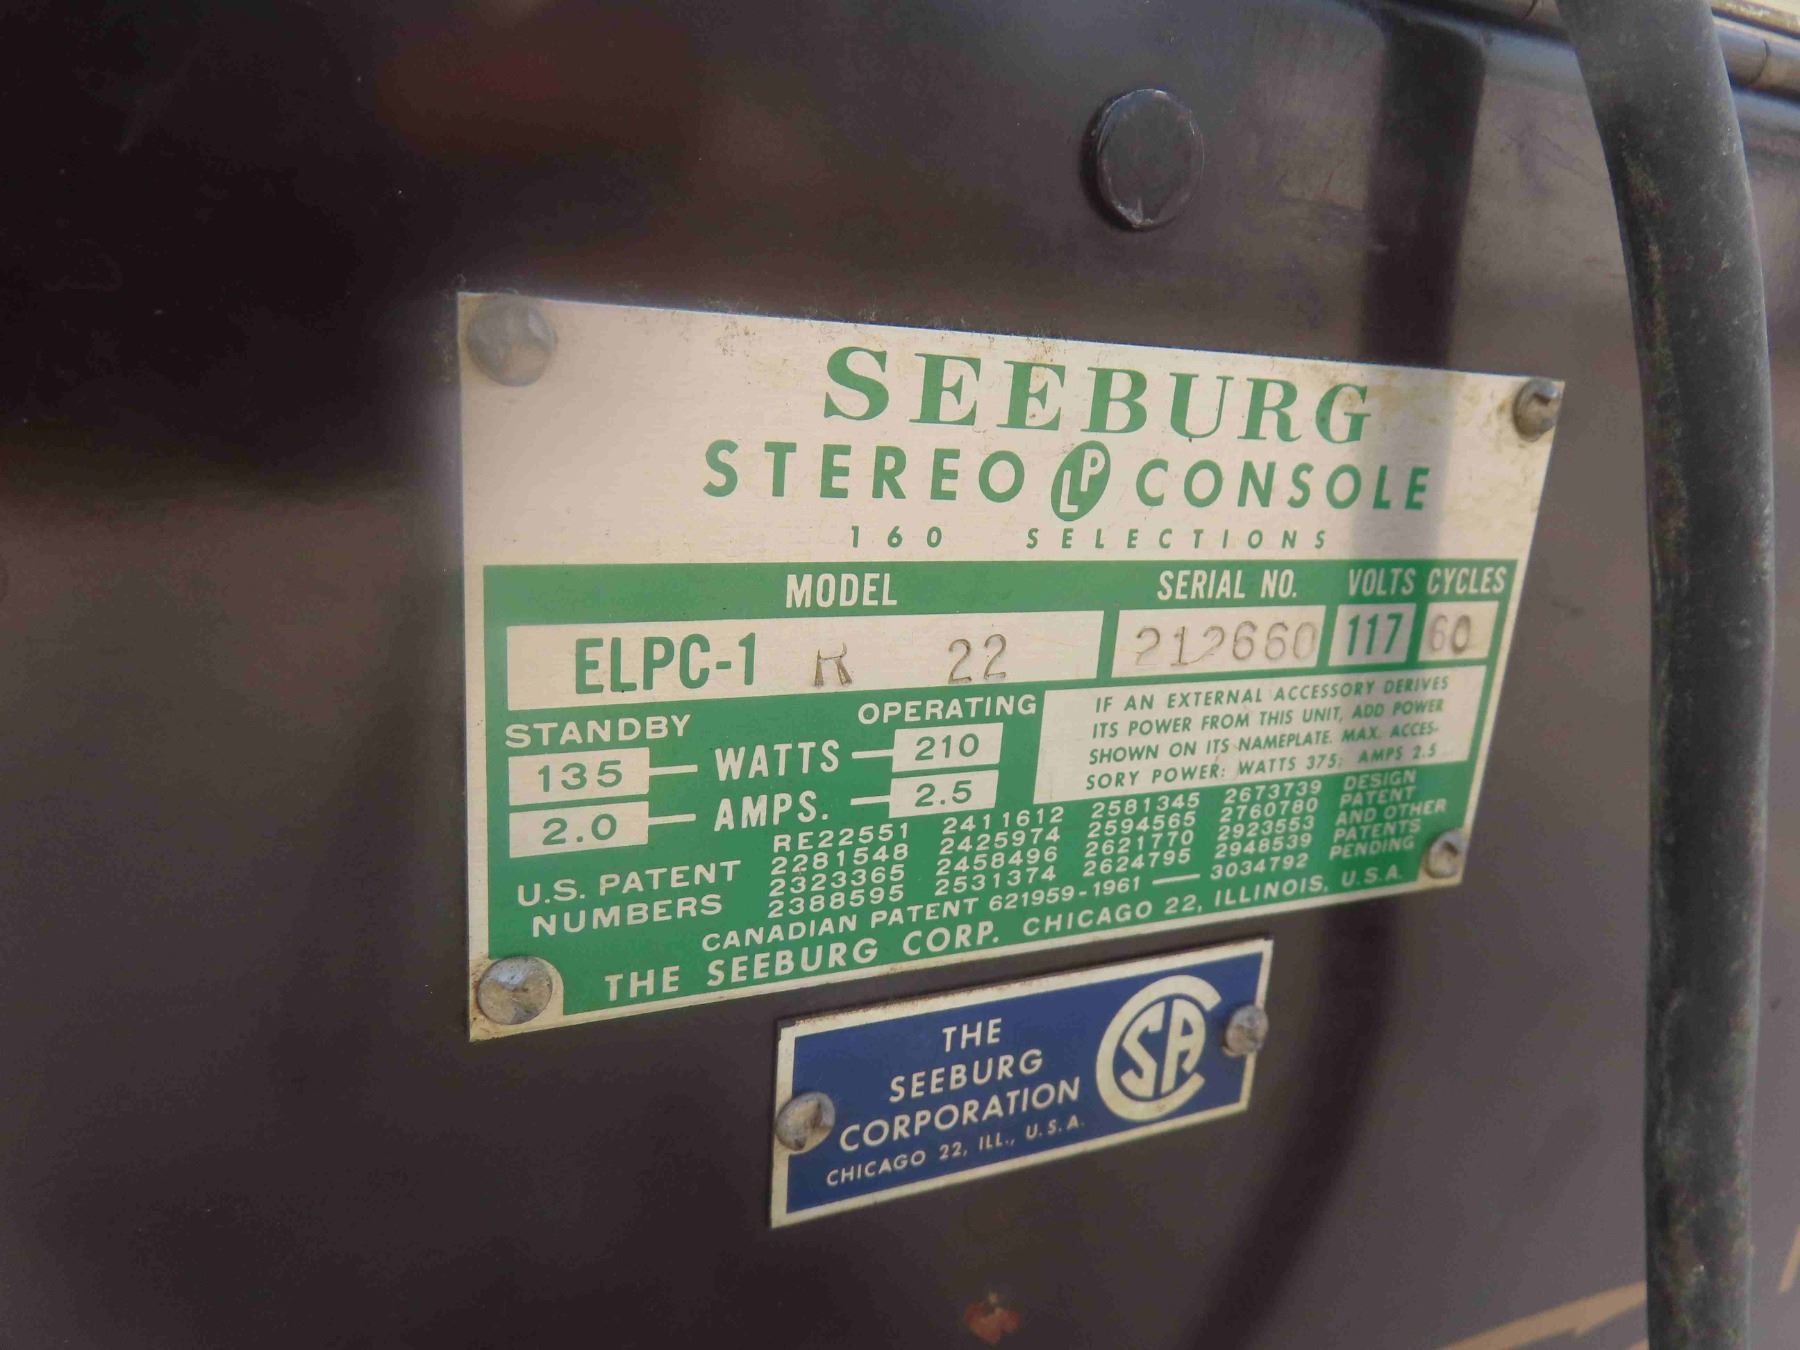 SEEBURG
STEREO LP CONSOLE
160 SELECTIONS
MODEL SERIAL NO. VOLTS CYCLES
ELPC-1 R 22 212660 117 60
STANDBY OPERATING
135 WATTS 210
2.0 AMPS. 2.5
IF AN EXTERNAL ACCESSORY DERIVES
ITS POWER FROM THIS UNIT, ADD POWER
SHOWN ON ITS NAMEPLATE. MAX. ACCES-
SORY POWER: WATTS 375; AMPS 2.5
U.S. PATENT
NUMBERS
RE22551 2411612 2581345 2673739 DESIGN
2281548 2425974 2594565 2760780 PATENT
2323365 2458496 2621770 2923553 AND OTHER
2388595 2531374 2624795 2948539 PATENTS
CANADIAN PATENT 621959-1961 — 3034792 PENDING
THE SEEBURG CORP. CHICAGO 22, ILLINOIS, U.S.A.
THE
SEEBURG
CORPORATION
CHICAGO 22, ILL., U.S.A.
CSA